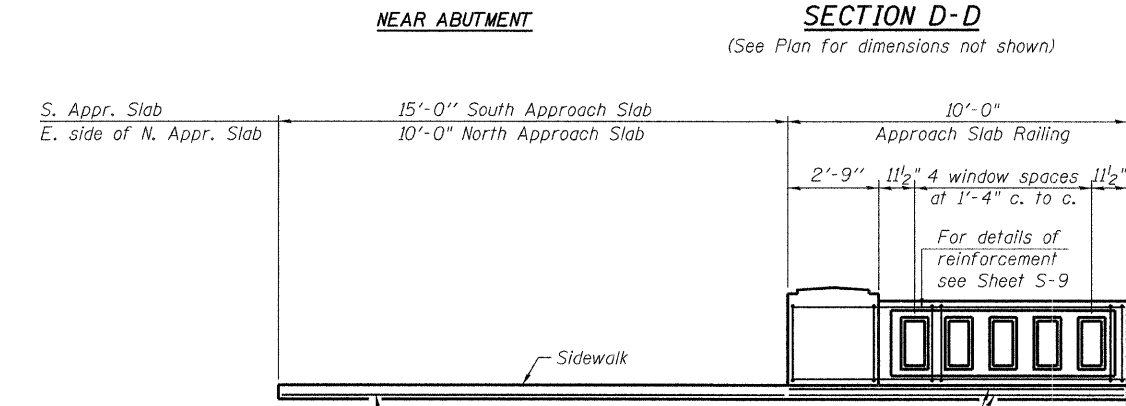 NEAR ABUTMENT
SECTION D-D
(See Plan for dimensions not shown)
S. Appr. Slab
E. side of N. Appr. Slab
15'-0" South Approach Slab
10'-0" North Approach Slab
10'-0"
Approach Slab Railing
2'-9"
11½"
4 window spaces
at 1'-4" c. to c.
11½"
For details of
reinforcement
see Sheet S-9
Sidewalk